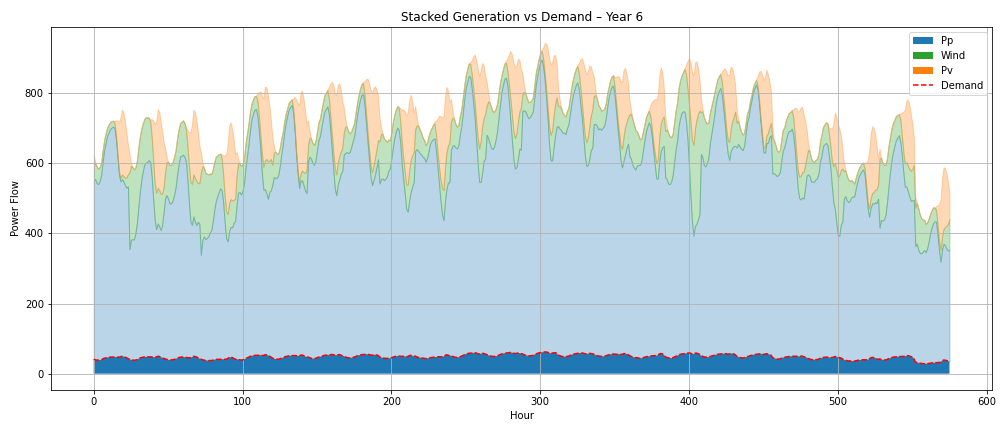 Stacked Generation vs Demand – Year 6
Pp
Wind
Pv
Demand
Power Flow
800
600
400
200
0
0 100 200 300 400 500 600
Hour